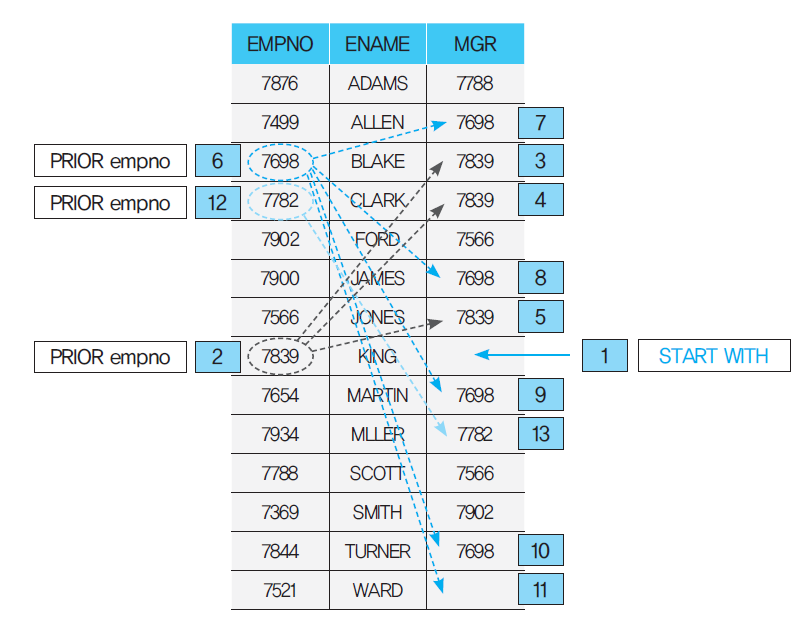 EMPNO ENAME MGR
7876 ADAMS 7788
7499 ALLEN 7698 7
PRIOR empno 6 7698 BLAKE 7839 3
PRIOR empno 12 7782 CLARK 7839 4
7902 FORD 7566
7900 JAMES 7698 8
7566 JONES 7839 5
PRIOR empno 2 7839 KING 1 START WITH
7654 MARTIN 7698 9
7934 MLLER 7782 13
7788 SCOTT 7566
7369 SMITH 7902
7844 TURNER 7698 10
7521 WARD 11